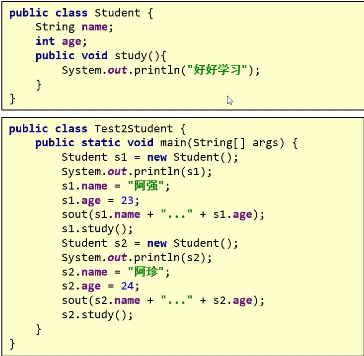 public class Student {
String name;
int age;
public void study(){
System.out.println("好好学习");
}
}
public class Test2Student {
public static void main(String[] args) {
Student s1 = new Student();
System.out.println(s1);
s1.name = "阿强";
s1.age = 23;
sout(s1.name + "..." + s1.age);
s1.study();
Student s2 = new Student();
System.out.println(s2);
s2.name = "阿珍";
s2.age = 24;
sout(s2.name + "..." + s2.age);
s2.study();
}
}